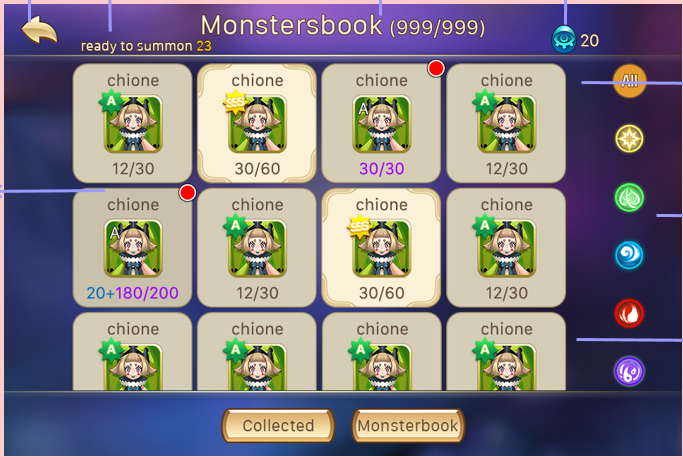 Monstersbook (999/999)
ready to summon 23
20
All
chione chione chione chione
A SSS A A
12/30 30/60 30/30 12/30
chione chione chione chione
A A SSS A
20+180/200 12/30 30/60 12/30
chione chione chione chione
A A A A
Collected Monsterbook